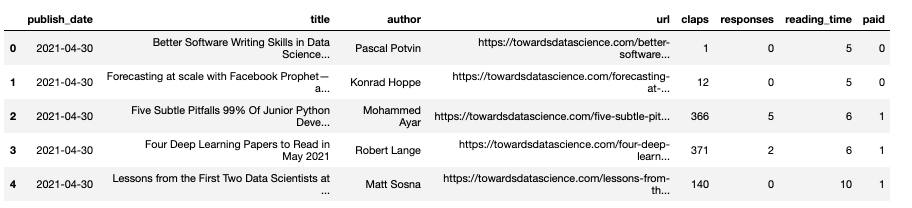 publish_date title author url claps responses reading_time paid
0 2021-04-30 Better Software Writing Skills in Data Science... Pascal Potvin https://towardsdatascience.com/better-software... 1 0 5 0
1 2021-04-30 Forecasting at scale with Facebook Prophet— a... Konrad Hoppe https://towardsdatascience.com/forecasting-at-... 12 0 5 0
2 2021-04-30 Five Subtle Pitfalls 99% Of Junior Python Deve... Mohammed Ayar https://towardsdatascience.com/five-subtle-pit... 366 5 6 1
3 2021-04-30 Four Deep Learning Papers to Read in May 2021 Robert Lange https://towardsdatascience.com/four-deep-learn... 371 2 6 1
4 2021-04-30 Lessons from the First Two Data Scientists at ... Matt Sosna https://towardsdatascience.com/lessons-from-th... 140 0 10 1